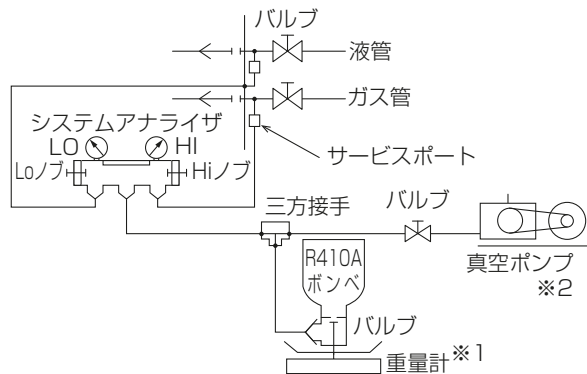 バルブ
液管
ガス管
システムアナライザ
LO
HI
Loノブ
Hiノブ
サービスポート
三方接手
バルブ
R410A
ボンベ
真空ポンプ
※2
バルブ
重量計※1